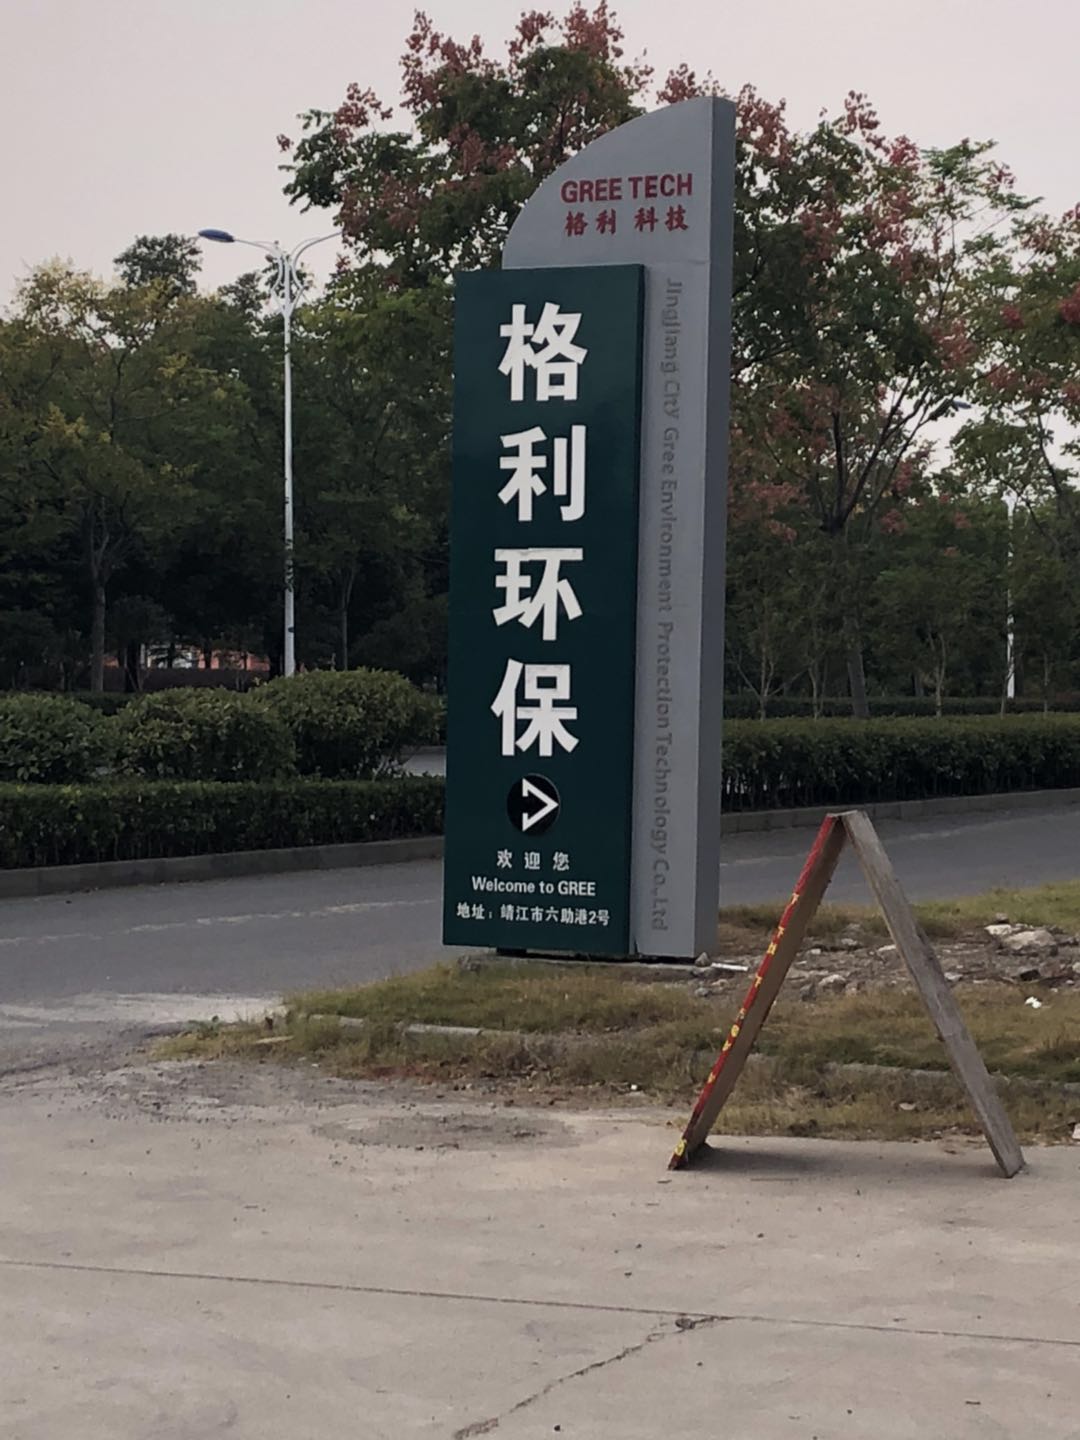 GREE TECH
格利 科技
格利环保
欢迎您
Welcome to GREE
地址：靖江市六助港2号
Jingjiang City Gree Environment Protection Technology Co.,Ltd